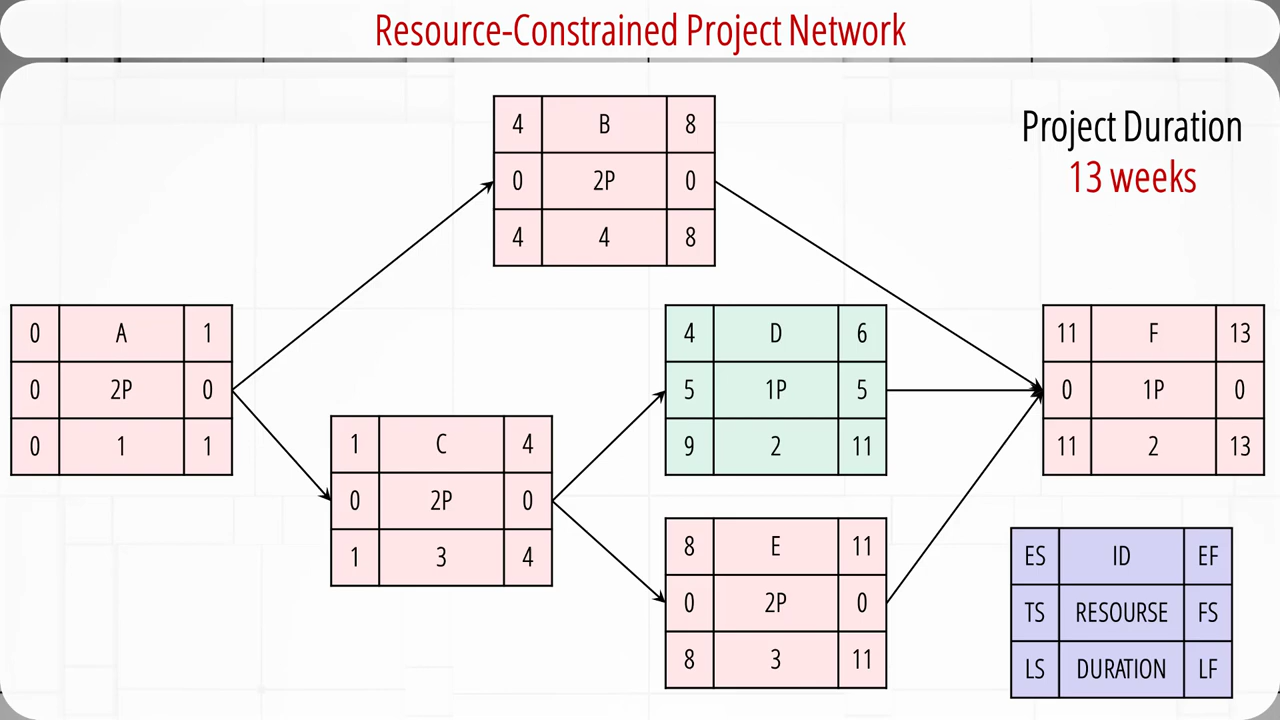 Resource-Constrained Project Network
Project Duration
13 weeks
4 B 8
0 2P 0
4 4 8
0 A 1
0 2P 0
0 1 1
1 C 4
0 2P 0
1 3 4
4 D 6
5 1P 5
9 2 11
8 E 11
0 2P 0
8 3 11
11 F 13
0 1P 0
11 2 13
ES ID EF
TS RESOURSE FS
LS DURATION LF